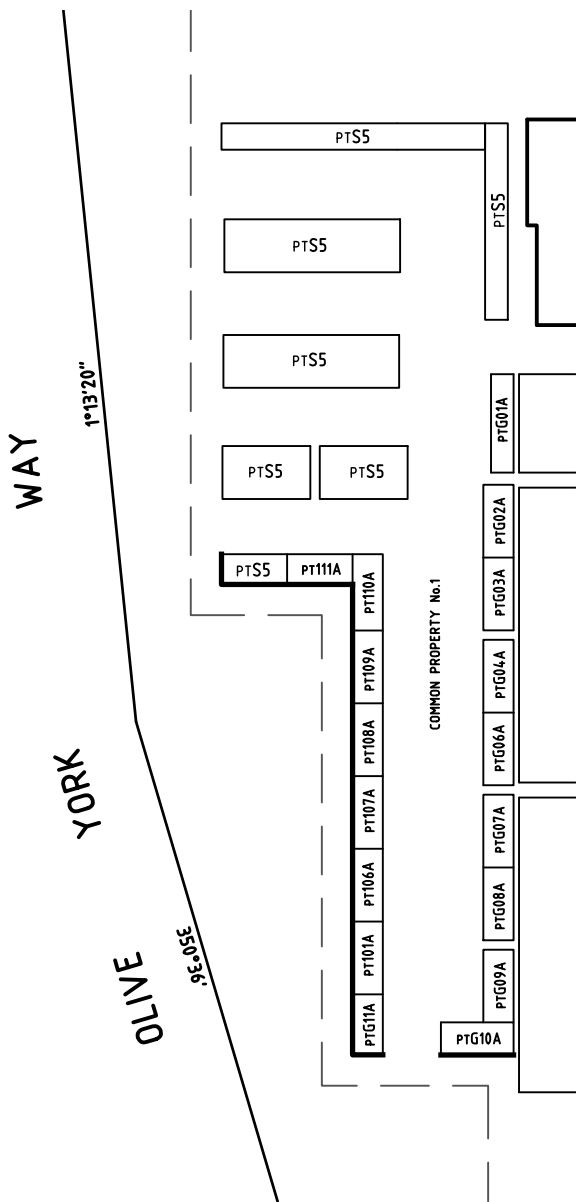 PTS5
PTS5
PTS5
PTS5
1°13'20"
PTG01A
WAY
PTS5
PTS5
PTG02A
PTS5
PT111A
PT110A
PTG03A
COMMON PROPERTY No.1
PT109A
PTG04A
PT108A
PTG06A
YORK
PT107A
PTG07A
PT106A
PTG08A
350°36'
PT101A
OLIVE
PTG09A
PTG11A
PTG10A